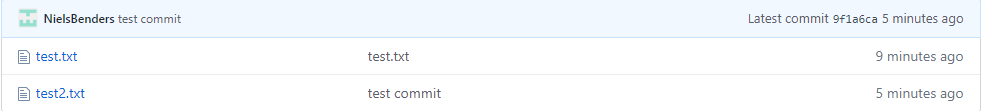 NielsBenders test commit Latest commit 9f1a6ca 5 minutes ago
test.txt test.txt 9 minutes ago
test2.txt test commit 5 minutes ago